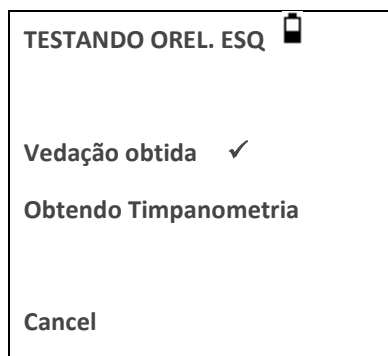 TESTANDO OREL. ESQ
Vedação obtida ✓
Obtendo Timpanometria
Cancel